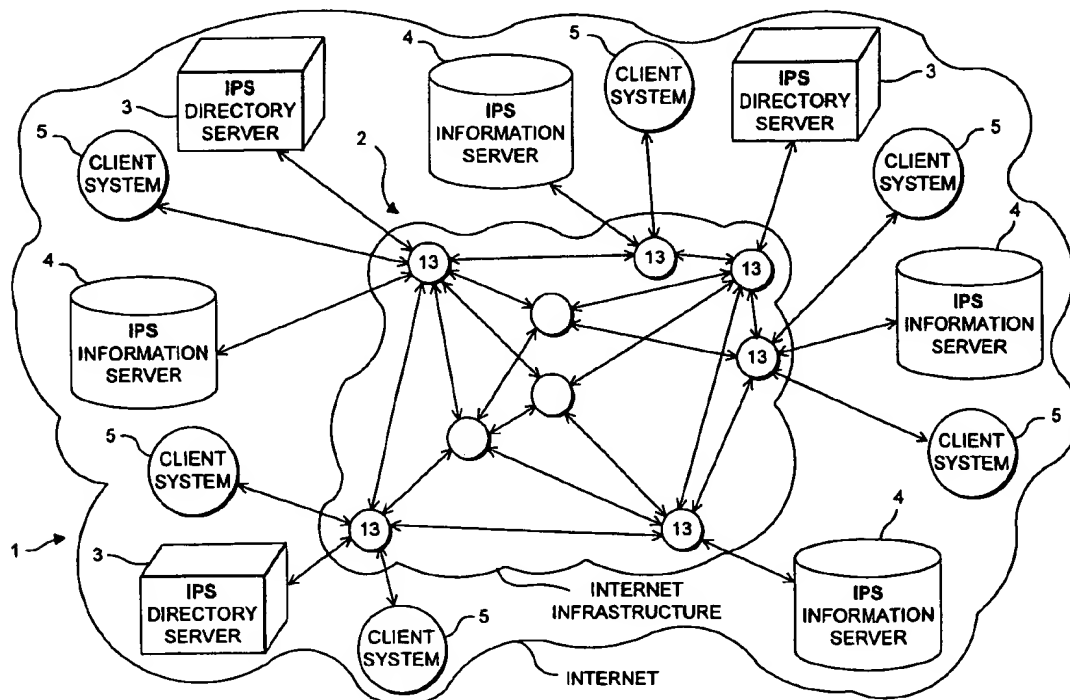 4
5
IPS
DIRECTORY
SERVER
3
CLIENT
SYSTEM
IPS
DIRECTORY
SERVER
3
5
CLIENT
SYSTEM
2
IPS
INFORMATION
SERVER
5
CLIENT
SYSTEM
4
IPS
INFORMATION
SERVER
13
13
13
4
IPS
INFORMATION
SERVER
13
5
CLIENT
SYSTEM
5
CLIENT
SYSTEM
1
3
IPS
DIRECTORY
SERVER
13
13
4
IPS
INFORMATION
SERVER
INTERNET
INFRASTRUCTURE
5
CLIENT
SYSTEM
INTERNET